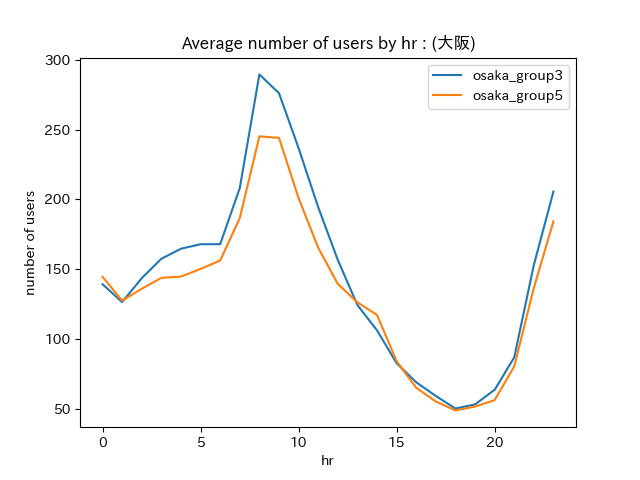 Average number of users by hr : (大阪)
osaka_group3
osaka_group5
300
250
200
150
100
50
number of users
0
5
10
15
20
hr